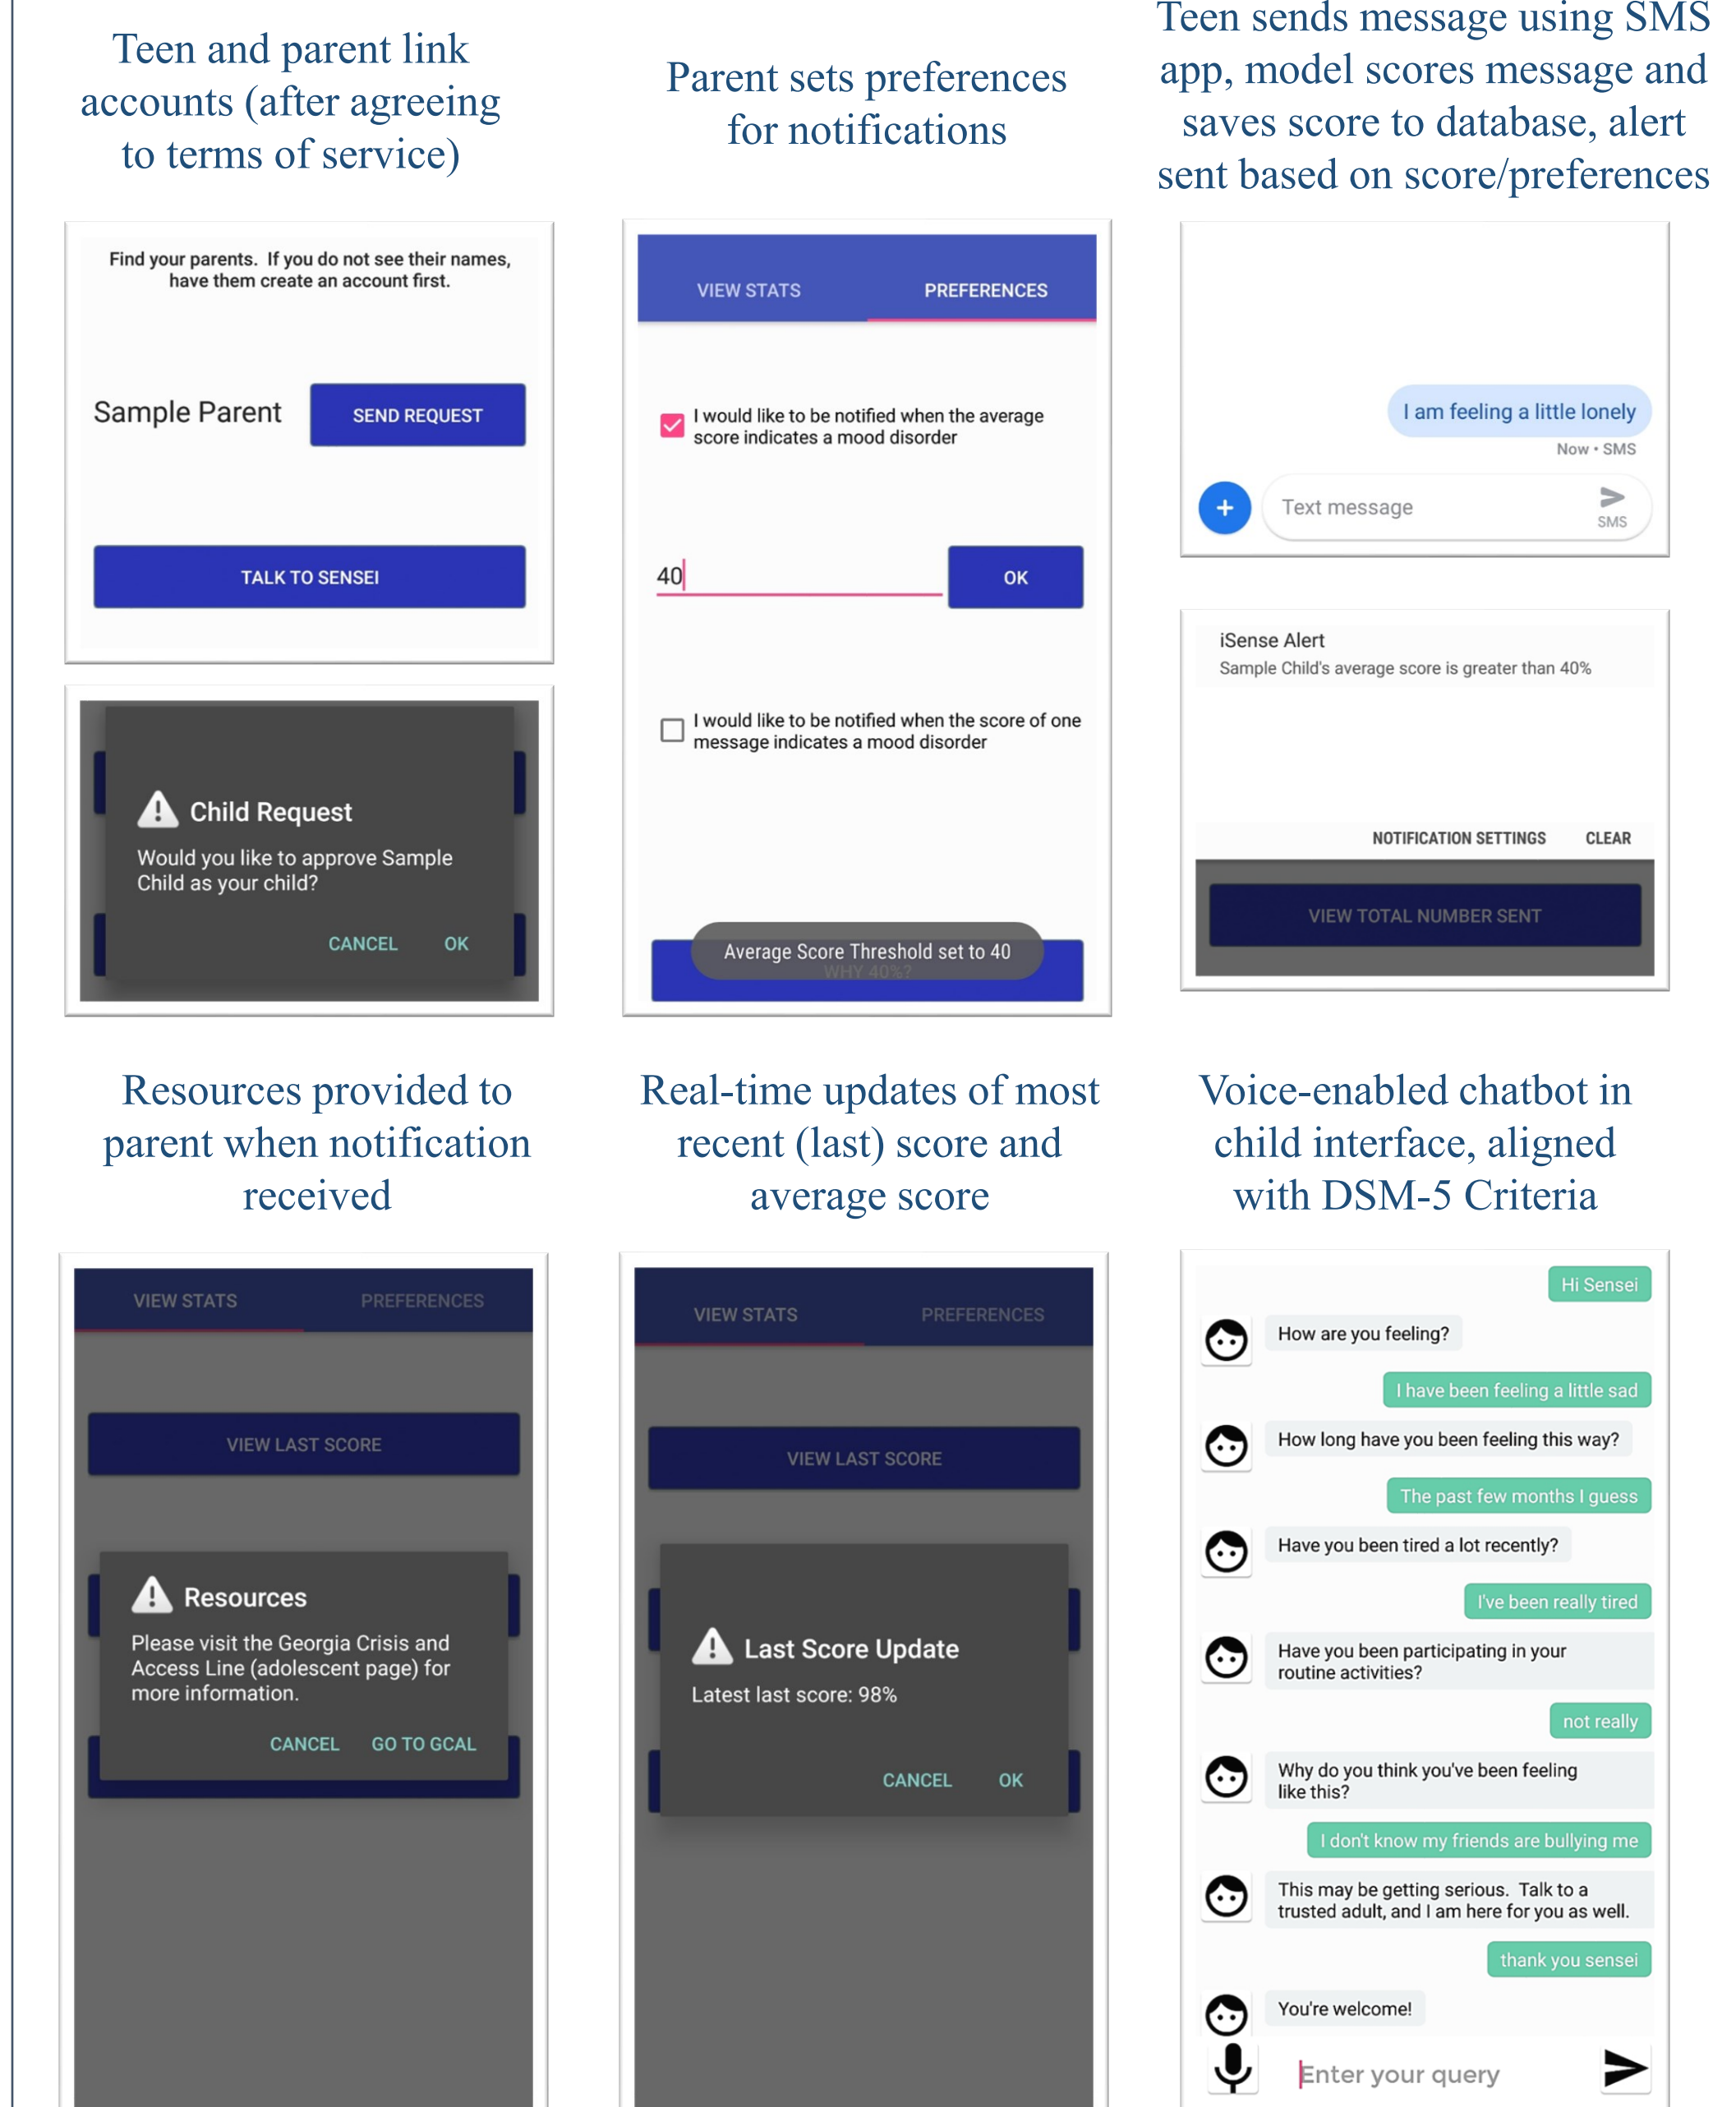 Teen and parent link
accounts (after agreeing
to terms of service)
Find your parents. If you do not see their names,
have them create an account first.
Sample Parent
SEND REQUEST
TALK TO SENSEI
Child Request
Would you like to approve Sample
Child as your child?
CANCEL OK
Parent sets preferences
for notifications
VIEW STATS PREFERENCES
I would like to be notified when the average
score indicates a mood disorder
40
OK
I would like to be notified when the score of one
message indicates a mood disorder
Average Score Threshold set to 40
WHY 40%?
Teen sends message using SMS
app, model scores message and
saves score to database, alert
sent based on score/preferences
I am feeling a little lonely
Now • SMS
+
Text message
SMS
iSense Alert
Sample Child's average score is greater than 40%
NOTIFICATION SETTINGS CLEAR
VIEW TOTAL NUMBER SENT
Resources provided to
parent when notification
received
VIEW STATS PREFERENCES
VIEW LAST SCORE
Resources
Please visit the Georgia Crisis and
Access Line (adolescent page) for
more information.
CANCEL GO TO GCAL
Real-time updates of most
recent (last) score and
average score
VIEW STATS PREFERENCES
VIEW LAST SCORE
Last Score Update
Latest last score: 98%
CANCEL OK
Voice-enabled chatbot in
child interface, aligned
with DSM-5 Criteria
Hi Sensei
How are you feeling?
I have been feeling a little sad
How long have you been feeling this way?
The past few months I guess
Have you been tired a lot recently?
I've been really tired
Have you been participating in your
routine activities?
not really
Why do you think you've been feeling
like this?
I don't know my friends are bullying me
This may be getting serious. Talk to a
trusted adult, and I am here for you as well.
thank you sensei
You're welcome!
Enter your query